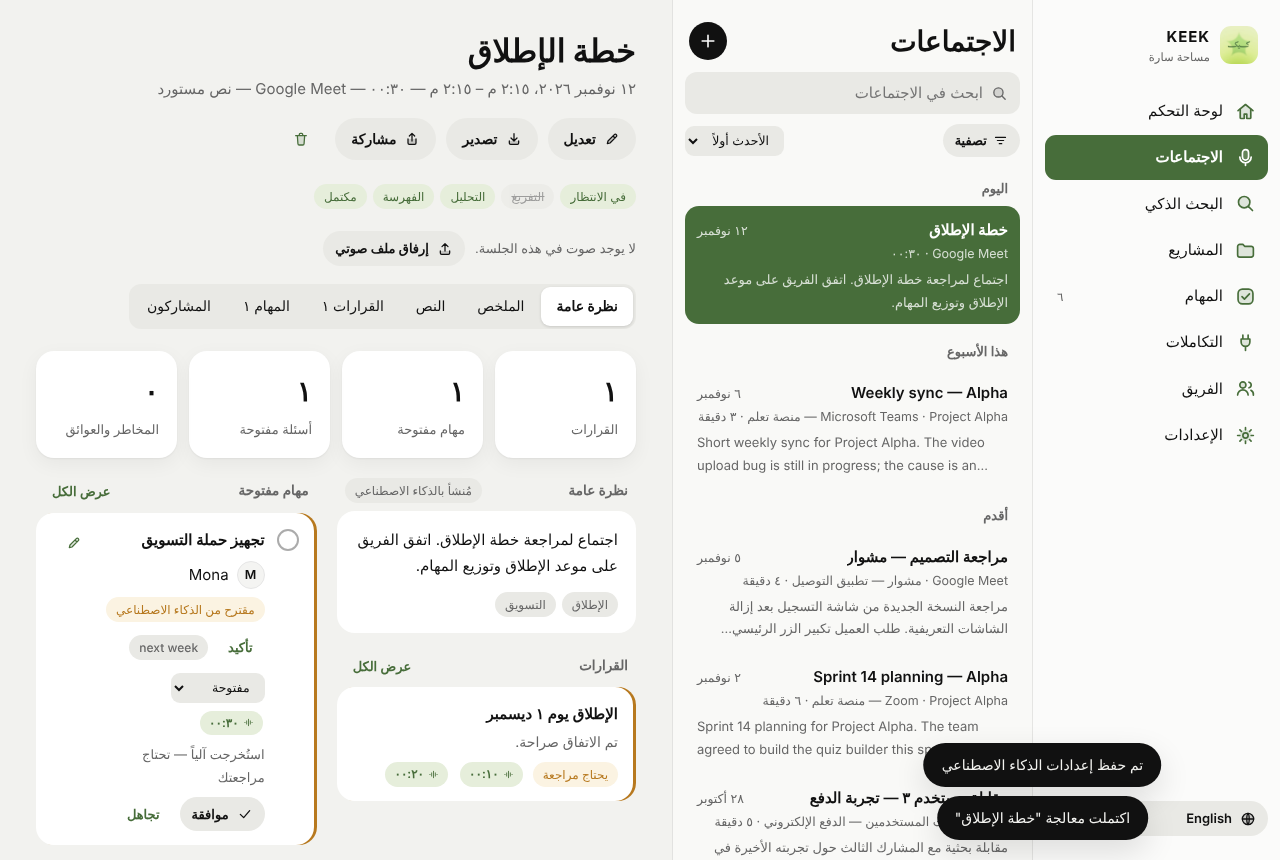 KEEK
مساحة سارة
لوحة التحكم
الاجتماعات
البحث الذكي
المشاريع
المهام
٦
التكاملات
الفريق
الإعدادات
English
الاجتماعات
ابحث في الاجتماعات
تصفية
الأحدث أولاً
اليوم
خطة الإطلاق
١٢ نوفمبر
Google Meet · ٠٠:٣٠
اجتماع لمراجعة خطة الإطلاق. اتفق الفريق على موعد
الإطلاق وتوزيع المهام.
هذا الأسبوع
Weekly sync — Alpha
٦ نوفمبر
Microsoft Teams · Project Alpha — منصة تعلم · ٣ دقيقة
Short weekly sync for Project Alpha. The video
upload bug is still in progress; the cause is an...
أقدم
مراجعة التصميم — مشوار
٥ نوفمبر
Google Meet · مشوار — تطبيق التوصيل · ٤ دقيقة
مراجعة النسخة الجديدة من شاشة التسجيل بعد إزالة
الشاشات التعريفية. طلب العميل تكبير الزر الرئيسي...
Sprint 14 planning — Alpha
٢ نوفمبر
Zoom · Project Alpha — منصة تعلم · ٦ دقيقة
Sprint 14 planning for Project Alpha. The team
agreed to build the quiz builder this
٣ — تجربة الدفع
٢٨ أكتوبر
المستخدمين — الدفع الإلكتروني · ٥ دقيقة
مقابلة بحثية مع المشارك الثالث حول تجربته الأخيرة في
تم حفظ إعدادات الذكاء الاصطناعي
اكتملت معالجة "خطة الإطلاق"
خطة الإطلاق
١٢ نوفمبر ٢٠٢٦، ٢:١٥ م – ٢:١٥ م — ٠٠:٣٠ — Google Meet — نص مستورد
تعديل
تصدير
مشاركة
في الانتظار
التفريغ
التحليل
الفهرسة
مكتمل
لا يوجد صوت في هذه الجلسة.
إرفاق ملف صوتي
نظرة عامة
الملخص
النص
القرارات ١
المهام ١
المشاركون
١
القرارات
١
مهام مفتوحة
١
أسئلة مفتوحة
٠
المخاطر والعوائق
نظرة عامة
مُنشأ بالذكاء الاصطناعي
اجتماع لمراجعة خطة الإطلاق. اتفق الفريق
على موعد الإطلاق وتوزيع المهام.
الإطلاق
التسويق
القرارات
عرض الكل
الإطلاق يوم ١ ديسمبر
تم الاتفاق صراحة.
يحتاج مراجعة
٠٠:١٠
٠٠:٢٠
مهام مفتوحة
عرض الكل
تجهيز حملة التسويق
M
Mona
مقترح من الذكاء الاصطناعي
تأكيد
next week
مفتوحة
٠٠:٣٠
استُخرجت آلياً — تحتاج
مراجعتك
موافقة
تجاهل